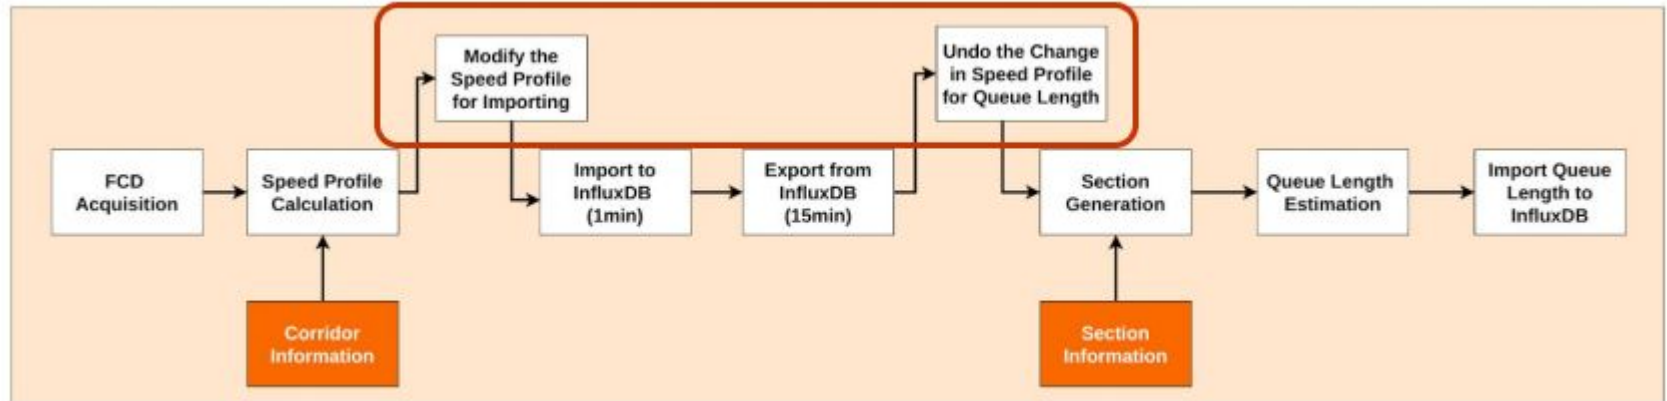 FCD
Acquisition
Speed Profile
Calculation
Corridor
Information
Modify the
Speed Profile
for Importing
Import to
InfluxDB
(1min)
Export from
InfluxDB
(15min)
Undo the Change
in Speed Profile
for Queue Length
Section
Generation
Section
Information
Queue Length
Estimation
Import Queue
Length to
InfluxDB